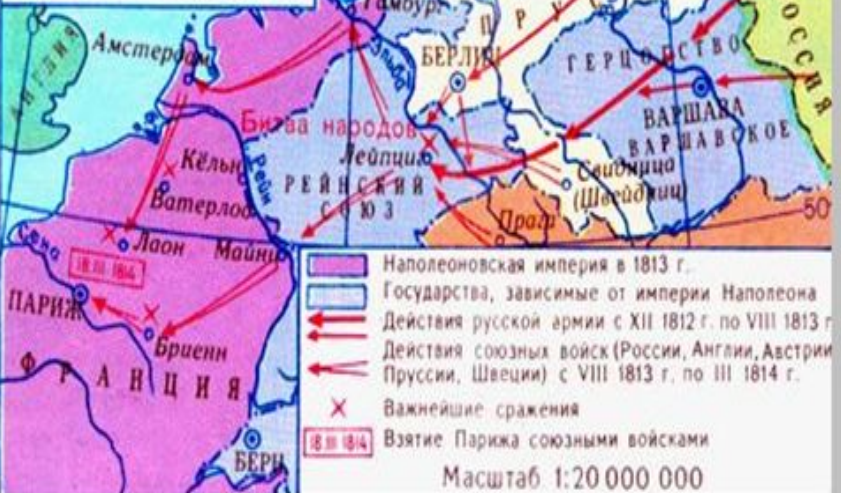 Гамбург
ПРУС
РОССИЯ
АНГЛИЯ
Амстердам
Эльба
БЕРЛИН
ГЕРЦОГСТВО
ВАРШАВА
ВАРШАВСКОЕ
Битва народов
Лейпциг
Кёльн
Рейн
РЕЙНСКИЙ
СОЮЗ
Свидница
(Швейдниц)
Ватерлоо
Прага
50
Сена
Лаон
Майнц
18 III 1814
ПАРИЖ
Бриенн
ФРАНЦИЯ
БЕРН
Наполеоновская империя в 1813 г.
Государства, зависимые от империи Наполеона
Действия русской армии с XII 1812 г. по VIII 1813 г
Действия союзных войск (России, Англии, Австрии
Пруссии, Швеции) с VIII 1813 г. по III 1814 г.
Важнейшие сражения
18 III 1814 Взятие Парижа союзными войсками
Масштаб 1:20 000 000